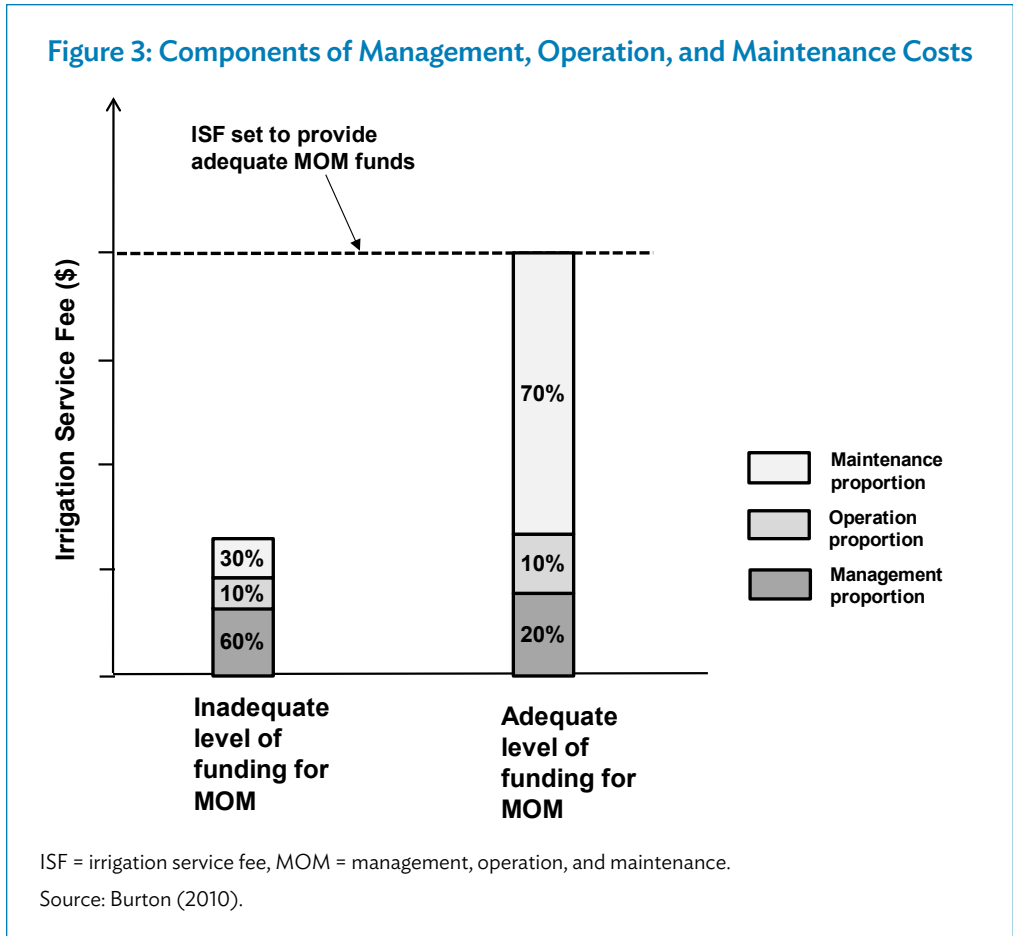 Figure 3: Components of Management, Operation, and Maintenance Costs
ISF set to provide
adequate MOM funds
Irrigation Service Fee ($)
70%
10%
20%
30%
10%
60%
Maintenance
proportion
Operation
proportion
Management
proportion
Inadequate
level of
funding for
MOM
Adequate
level of
funding for
MOM
ISF = irrigation service fee, MOM = management, operation, and maintenance.
Source: Burton (2010).